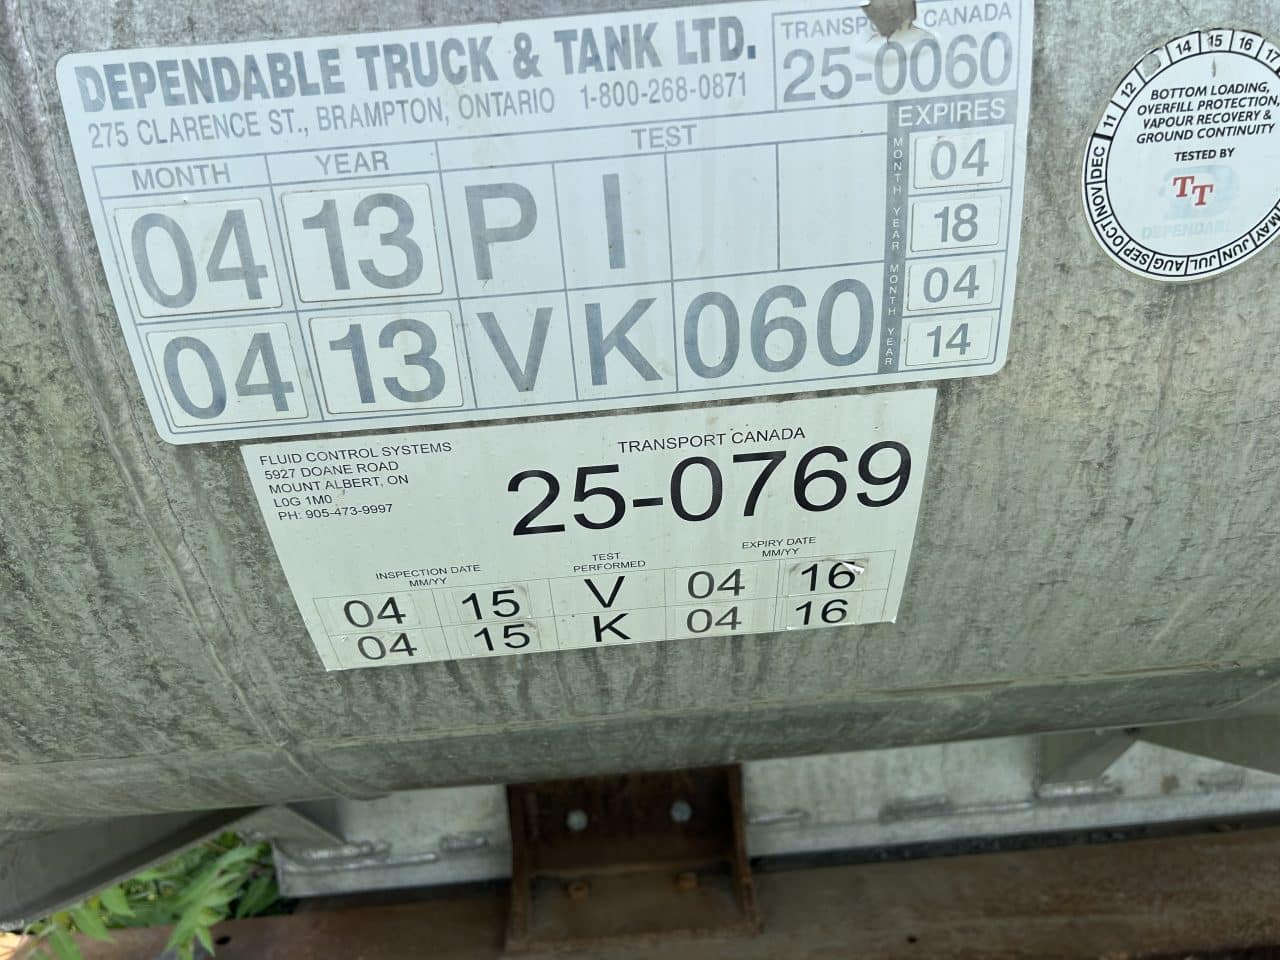 DEPENDABLE TRUCK & TANK LTD.
275 CLARENCE ST., BRAMPTON, ONTARIO 1-800-268-0871
CANADA
25-0060
MONTH YEAR TEST EXPIRES
04 13 P I
MONTH YEAR 04 18
04 13 V K 060
MONTH YEAR 04 14
FLUID CONTROL SYSTEMS
5927 DOANE ROAD
MOUNT ALBERT, ON
L0G 1M0
PH: 905-473-9997
TRANSPORT CANADA
25-0769
INSPECTION DATE
MM/YY
TEST
PERFORMED
EXPIRY DATE
MM/YY
04 15 V 04 16
04 15 K 04 16
11 12 14 15 16 17
BOTTOM LOADING,
OVERFILL PROTECTION,
VAPOUR RECOVERY &
GROUND CONTINUITY
TESTED BY
TT
MAY JUN JUL AUG SEP OCT NOV DEC